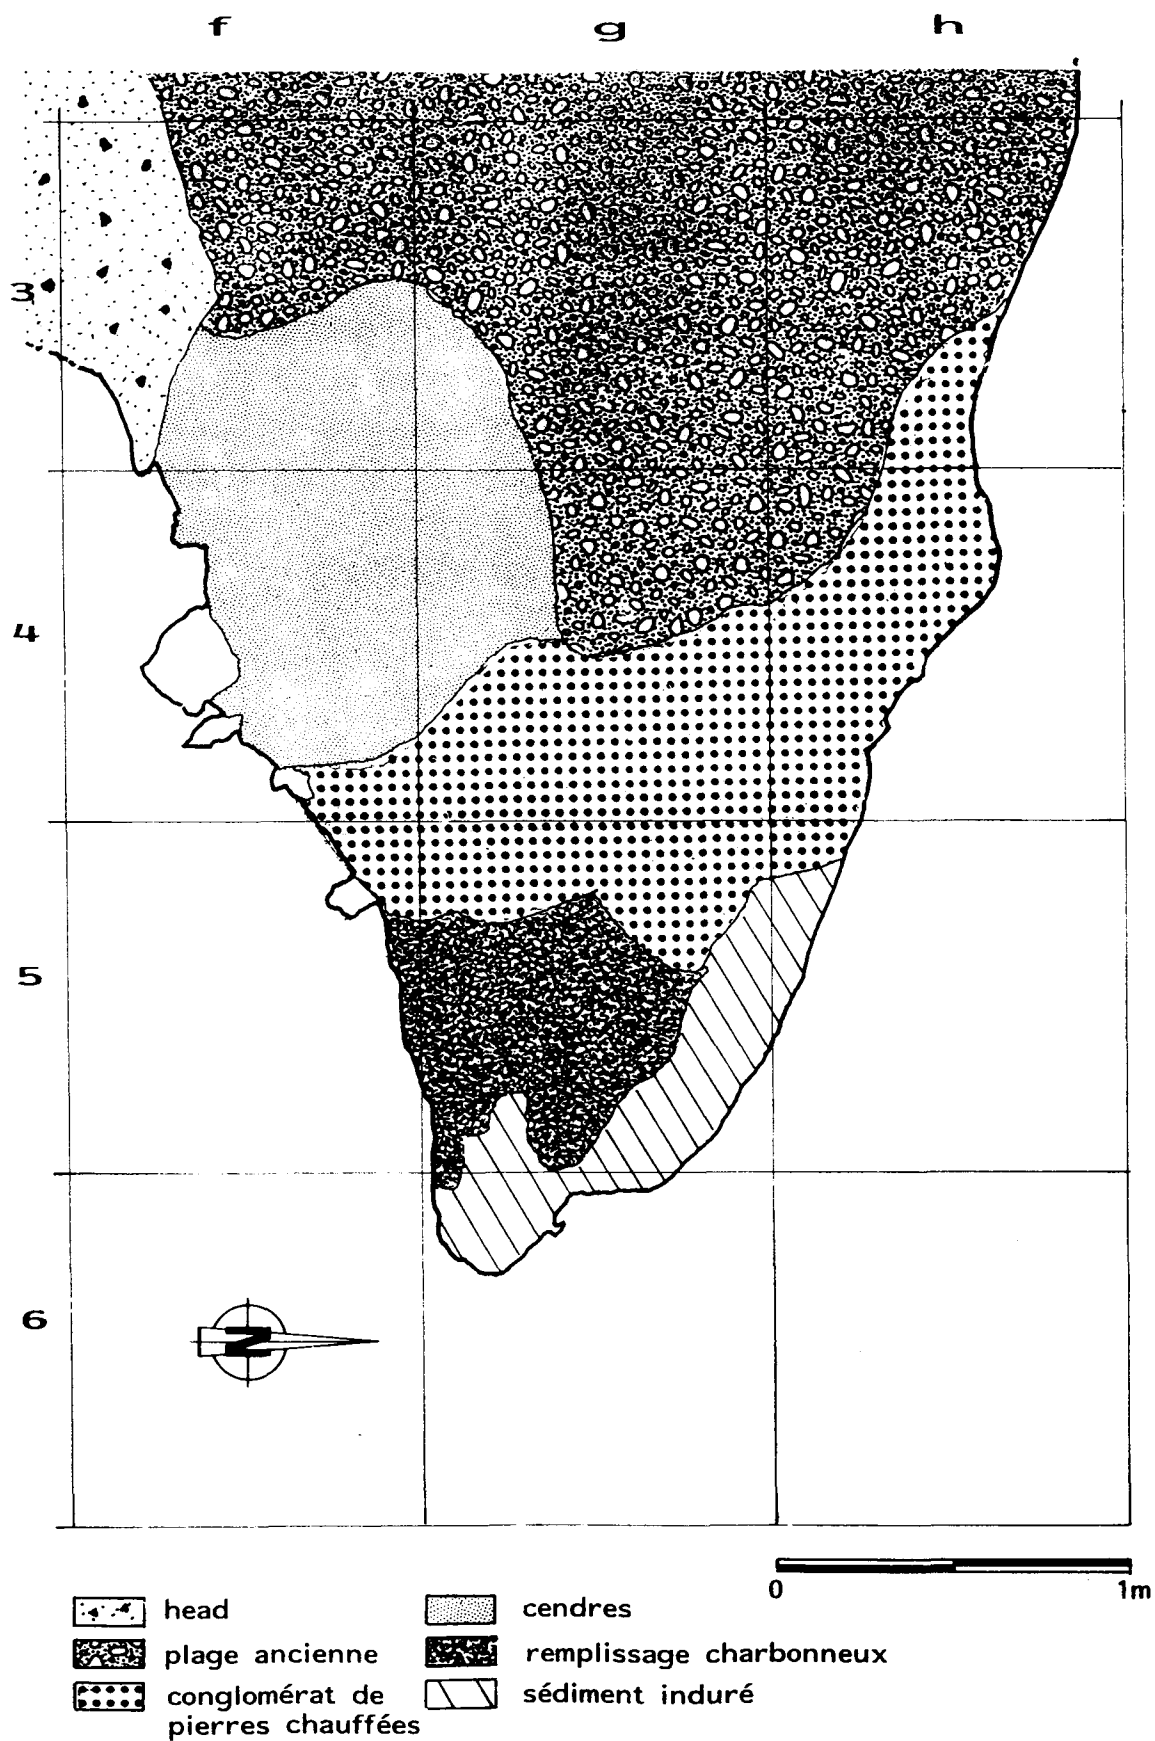 f g h
3
4
5
6
N
0 1m
head cendres
plage ancienne remplissage charbonneux
conglomérat de sédiment induré
pierres chauffées